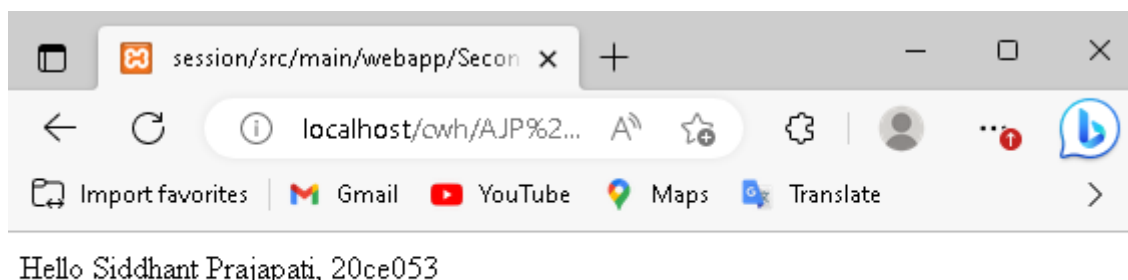 session/src/main/webapp/Secon
localhost/cwh/AJP%2...
Import favorites Gmail YouTube Maps Translate
Hello Siddhant Prajapati, 20ce053